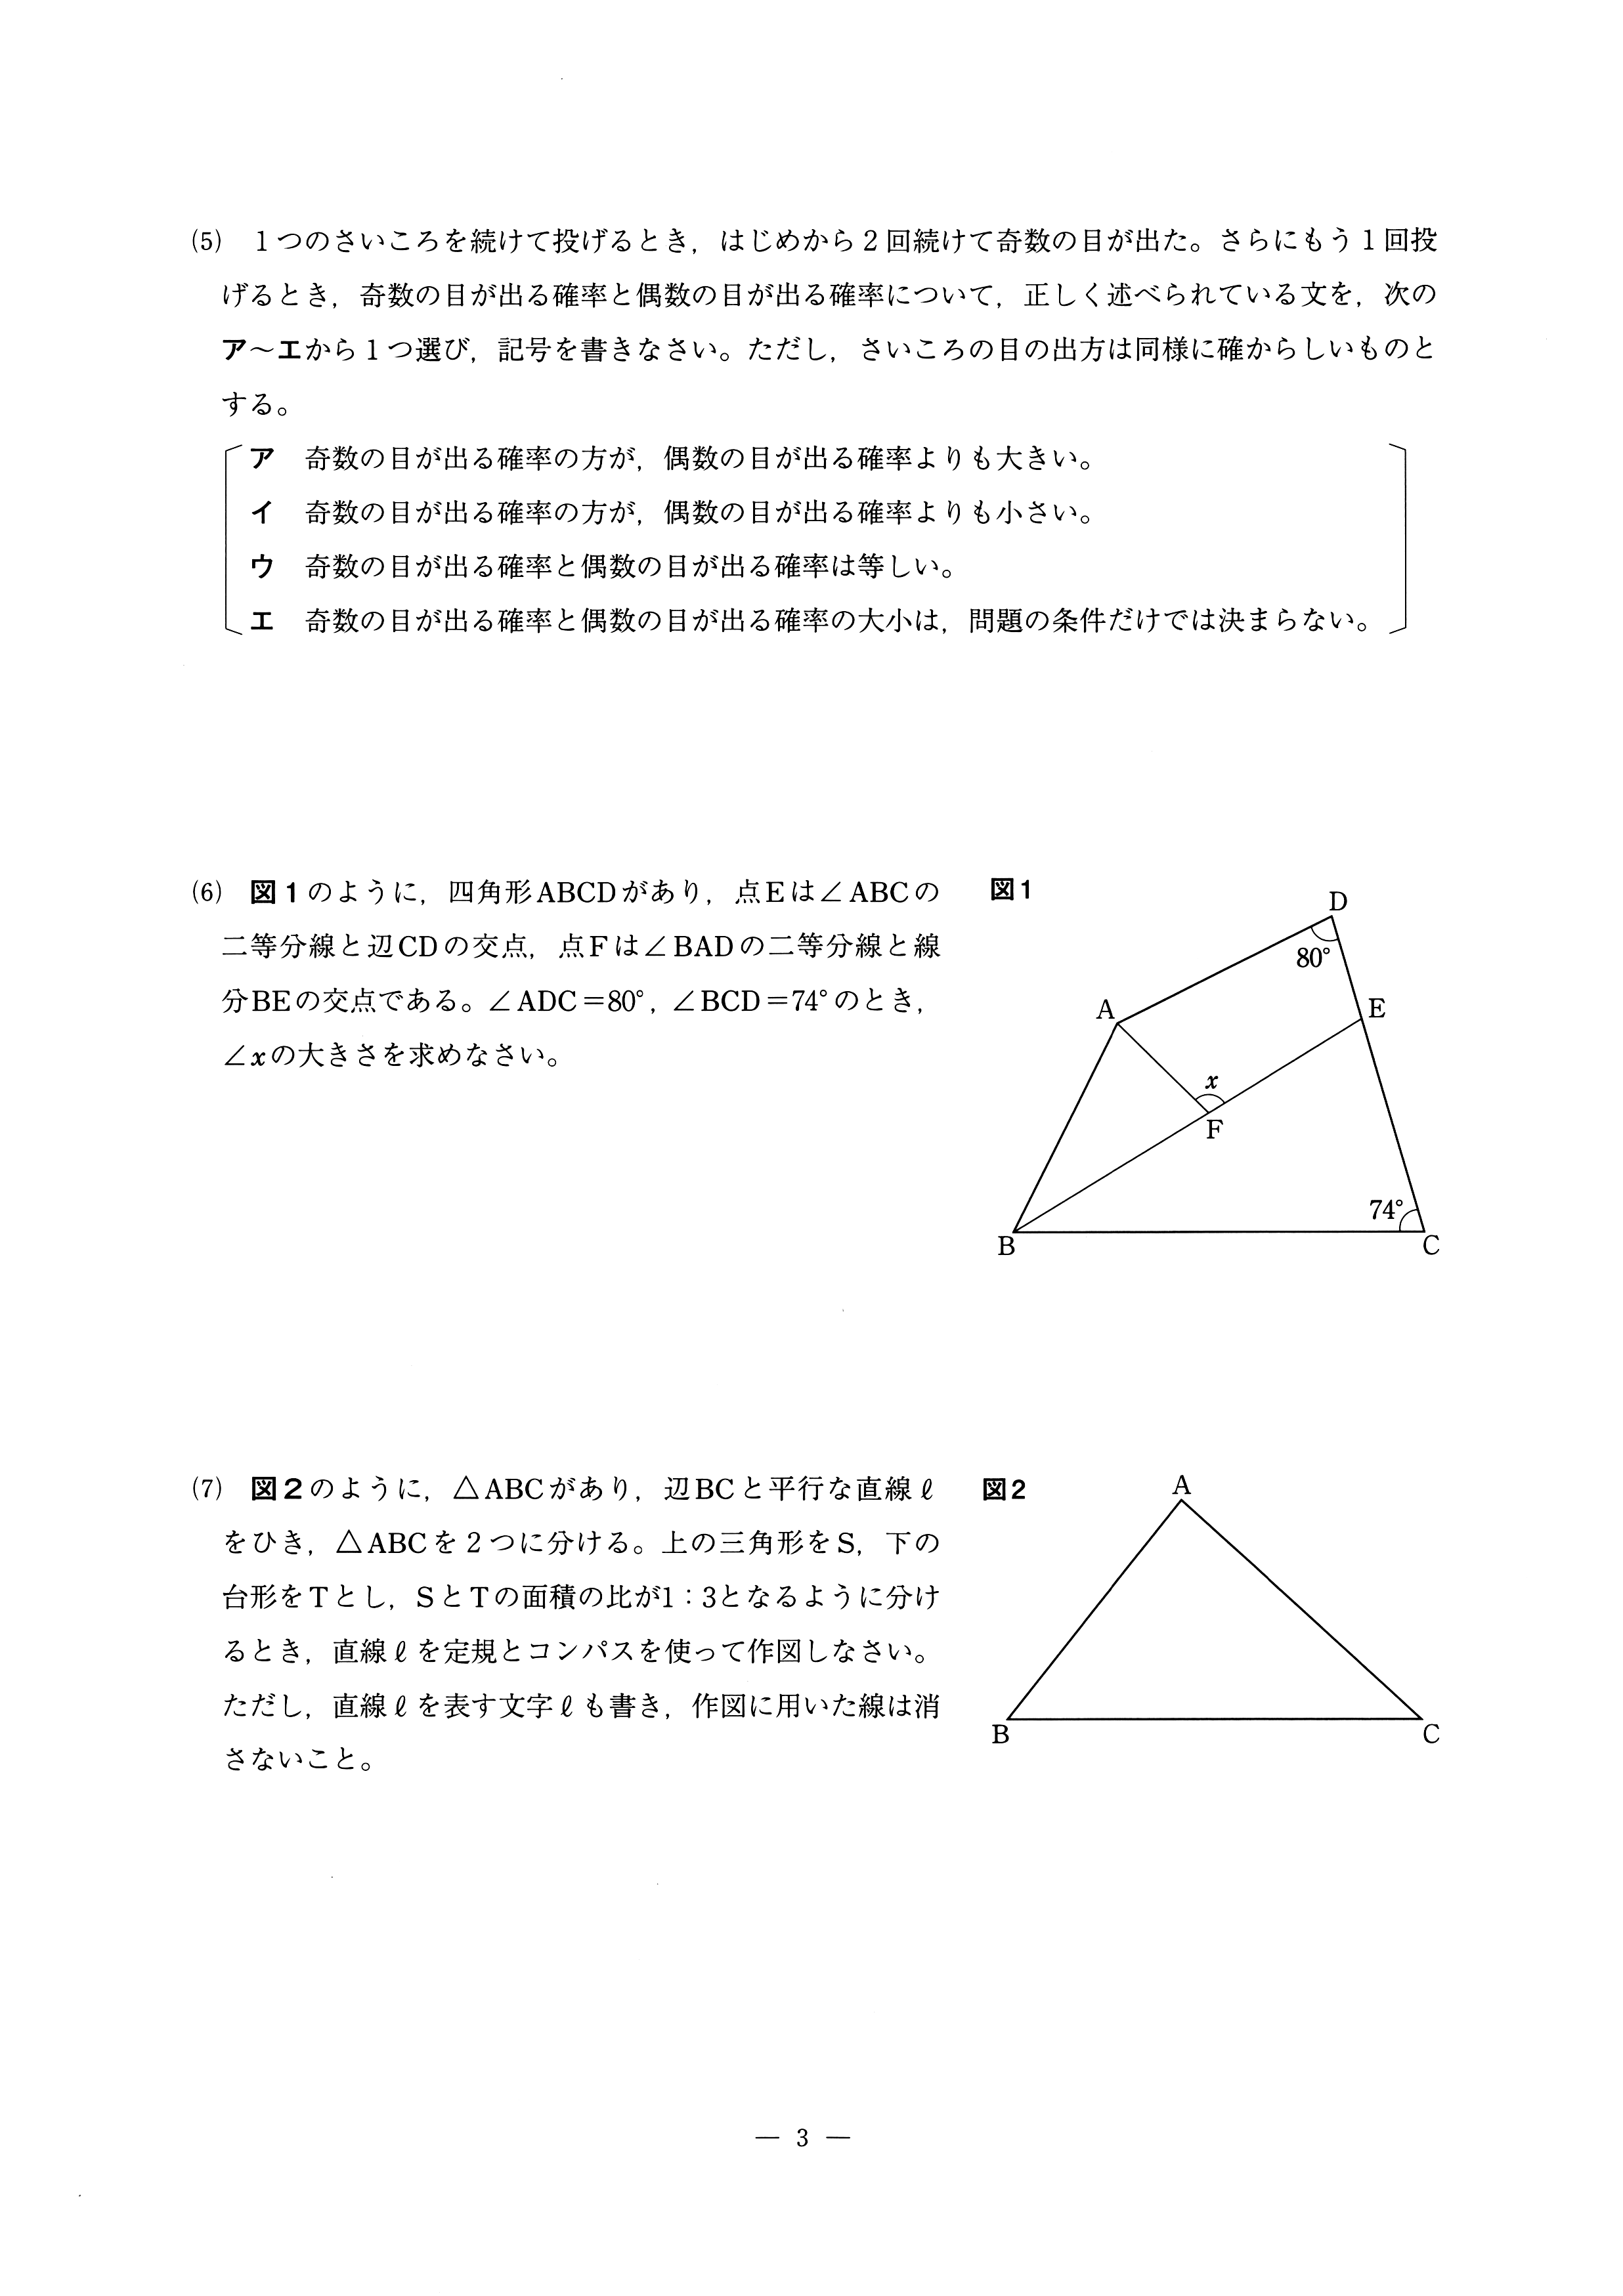 (5) 1つのさいころを続けて投げるとき，はじめから2回続けて奇数の目が出た。さらにもう1回投
げるとき，奇数の目が出る確率と偶数の目が出る確率について，正しく述べられている文を，次の
ア～エから1つ選び，記号を書きなさい。ただし，さいころの目の出方は同様に確からしいものと
する。
ア 奇数の目が出る確率の方が，偶数の目が出る確率よりも大きい。
イ 奇数の目が出る確率の方が，偶数の目が出る確率よりも小さい。
ウ 奇数の目が出る確率と偶数の目が出る確率は等しい。
エ 奇数の目が出る確率と偶数の目が出る確率の大小は，問題の条件だけでは決まらない。
(6) 図1のように，四角形ABCDがあり，点Eは∠ABCの
二等分線と辺CDの交点，点Fは∠BADの二等分線と線
分BEの交点である。∠ADC＝80°，∠BCD＝74°のとき，
∠xの大きさを求めなさい。
図1
D
80°
A
E
x
F
74°
B
C
(7) 図2のように，△ABCがあり，辺BCと平行な直線ℓ
をひき，△ABCを2つに分ける。上の三角形をS，下の
台形をTとし，SとTの面積の比が1：3となるように分け
るとき，直線ℓを定規とコンパスを使って作図しなさい。
ただし，直線ℓを表す文字ℓも書き，作図に用いた線は消
さないこと。
図2
A
B
C
― 3 ―